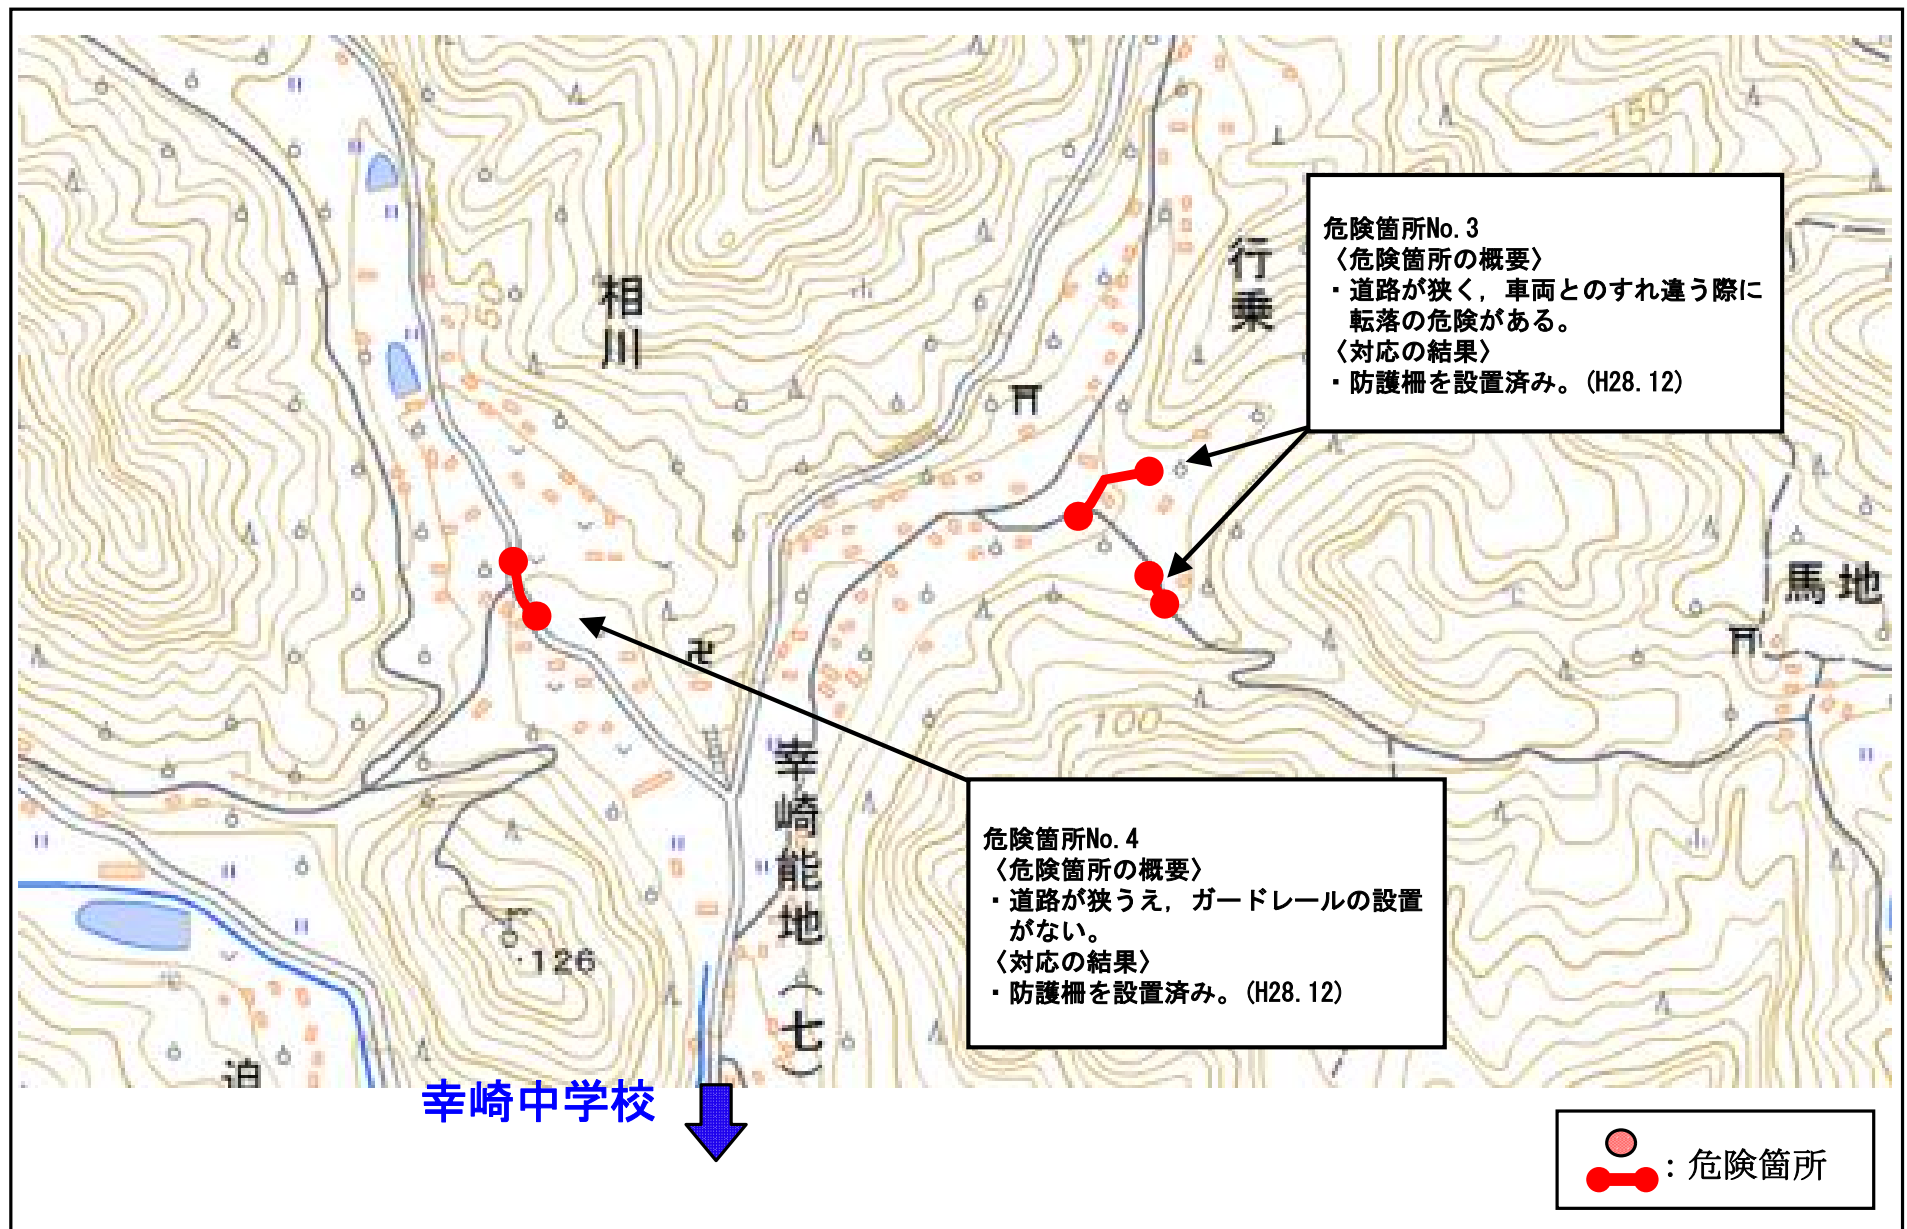 150
危険箇所No.3
〈危険箇所の概要〉
・道路が狭く，車両とのすれ違う際に
転落の危険がある。
〈対応の結果〉
・防護柵を設置済み。(H28.12)
行乗
相川
50
馬地
100
幸崎能地（七）
危険箇所No.4
〈危険箇所の概要〉
・道路が狭うえ，ガードレールの設置
がない。
〈対応の結果〉
・防護柵を設置済み。(H28.12)
・126
迫
幸崎中学校
：危険箇所